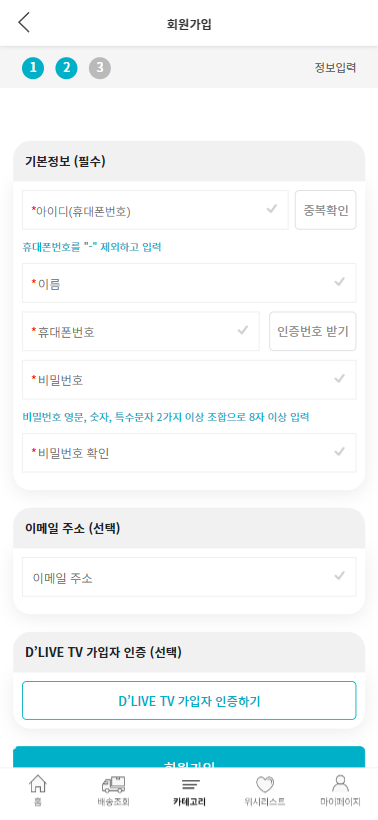 회원가입
1 2 3 정보입력
기본정보 (필수)
*아이디(휴대폰번호) 중복확인
휴대폰번호를 "-" 제외하고 입력
* 이름
* 휴대폰번호 인증번호 받기
* 비밀번호
비밀번호 영문, 숫자, 특수문자 2가지 이상 조합으로 8자 이상 입력
* 비밀번호 확인
이메일 주소 (선택)
이메일 주소
D'LIVE TV 가입자 인증 (선택)
D'LIVE TV 가입자 인증하기
회원가입
홈 배송조회 카테고리 위시리스트 마이페이지